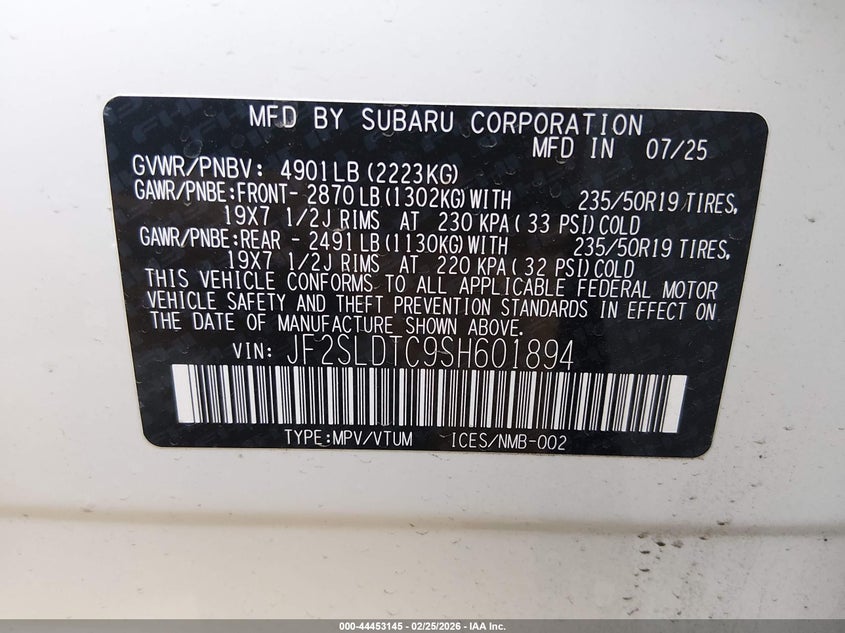 MFD BY SUBARU CORPORATION
MFD IN 07/25
GVWR/PNBV: 4901LB (2223KG)
GAWR/PNBE:FRONT- 2870LB(1302KG)WITH 235/50R19 TIRES,
19X7 1/2J RIMS AT 230 KPA( 33 PSI)COLD
GAWR/PNBE:REAR - 2491LB(1130KG)WITH 235/50R19 TIRES,
19X7 1/2J RIMS AT 220 KPA( 32 PSI)COLD
THIS VEHICLE CONFORMS TO ALL APPLICABLE FEDERAL MOTOR
VEHICLE SAFETY AND THEFT PREVENTION STANDARDS IN EFFECT ON
THE DATE OF MANUFACTURE SHOWN ABOVE.
VIN: JF2SLDTC9SH601894
TYPE:MPV/VTUM ICES/NMB-002
000-44453145 - 02/25/2026 - IAA Inc.